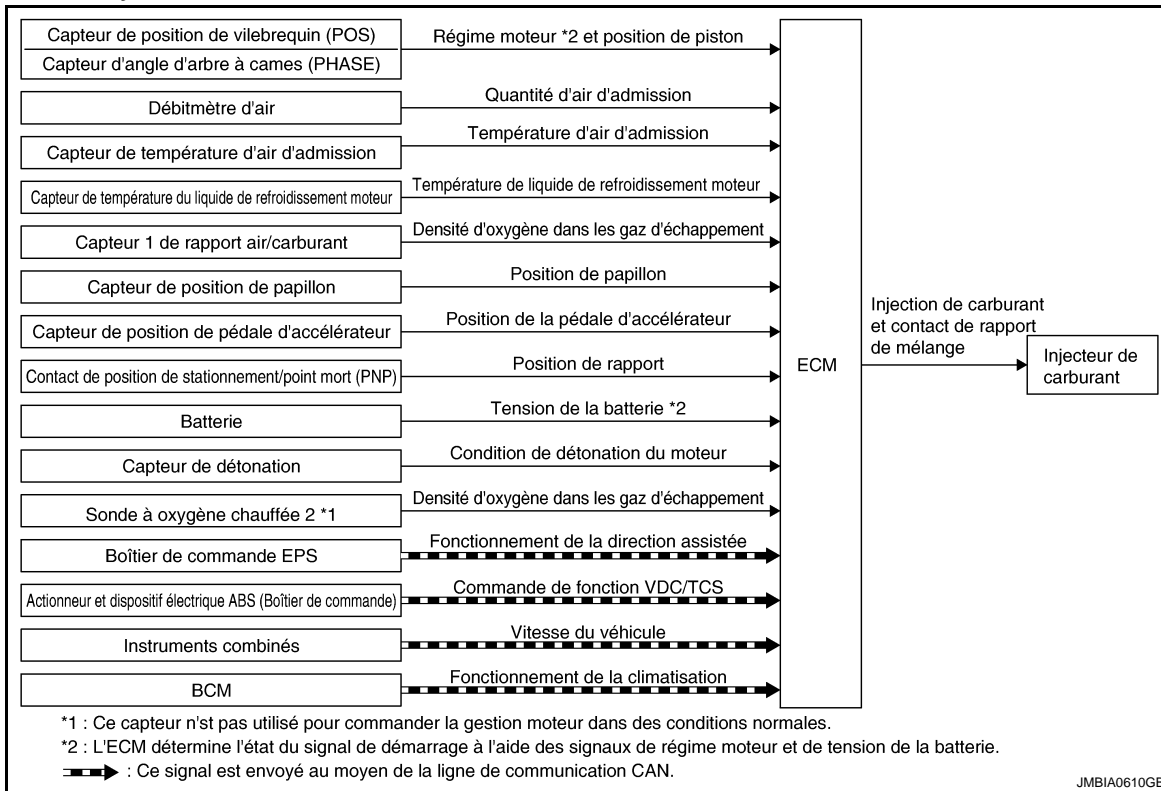 Capteur de position de vilebrequin (POS)
Régime moteur *2 et position de piston
Capteur d'angle d'arbre à cames (PHASE)
Débitmètre d'air
Quantité d'air d'admission
Capteur de température d'air d'admission
Température d'air d'admission
Capteur de température du liquide de refroidissement moteur
Température de liquide de refroidissement moteur
Capteur 1 de rapport air/carburant
Densité d'oxygène dans les gaz d'échappement
Capteur de position de papillon
Position de papillon
Capteur de position de pédale d'accélérateur
Position de la pédale d'accélérateur
Contact de position de stationnement/point mort (PNP)
Position de rapport
Batterie
Tension de la batterie *2
Capteur de détonation
Condition de détonation du moteur
Sonde à oxygène chauffée 2 *1
Densité d'oxygène dans les gaz d'échappement
Boîtier de commande EPS
Fonctionnement de la direction assistée
Actionneur et dispositif électrique ABS (Boîtier de commande)
Commande de fonction VDC/TCS
Instruments combinés
Vitesse du véhicule
BCM
Fonctionnement de la climatisation
ECM
Injection de carburant
et contact de rapport
de mélange
Injecteur de
carburant
*1 : Ce capteur n'st pas utilisé pour commander la gestion moteur dans des conditions normales.
*2 : L'ECM détermine l'état du signal de démarrage à l'aide des signaux de régime moteur et de tension de la batterie.
: Ce signal est envoyé au moyen de la ligne de communication CAN.
JMBIA0610GB